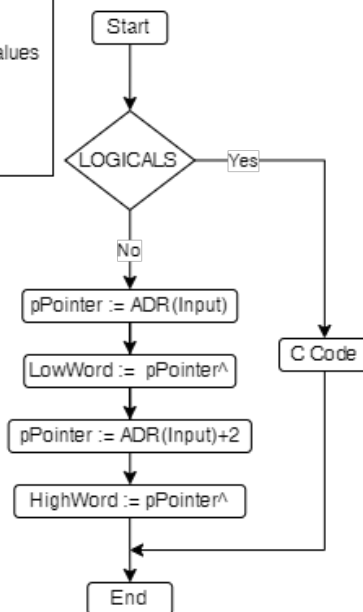 alues
Start
LOGICALS
Yes
No
pPointer := ADR(Input)
C Code
LowWord := pPointer^
pPointer := ADR(Input)+2
HighWord := pPointer^
End